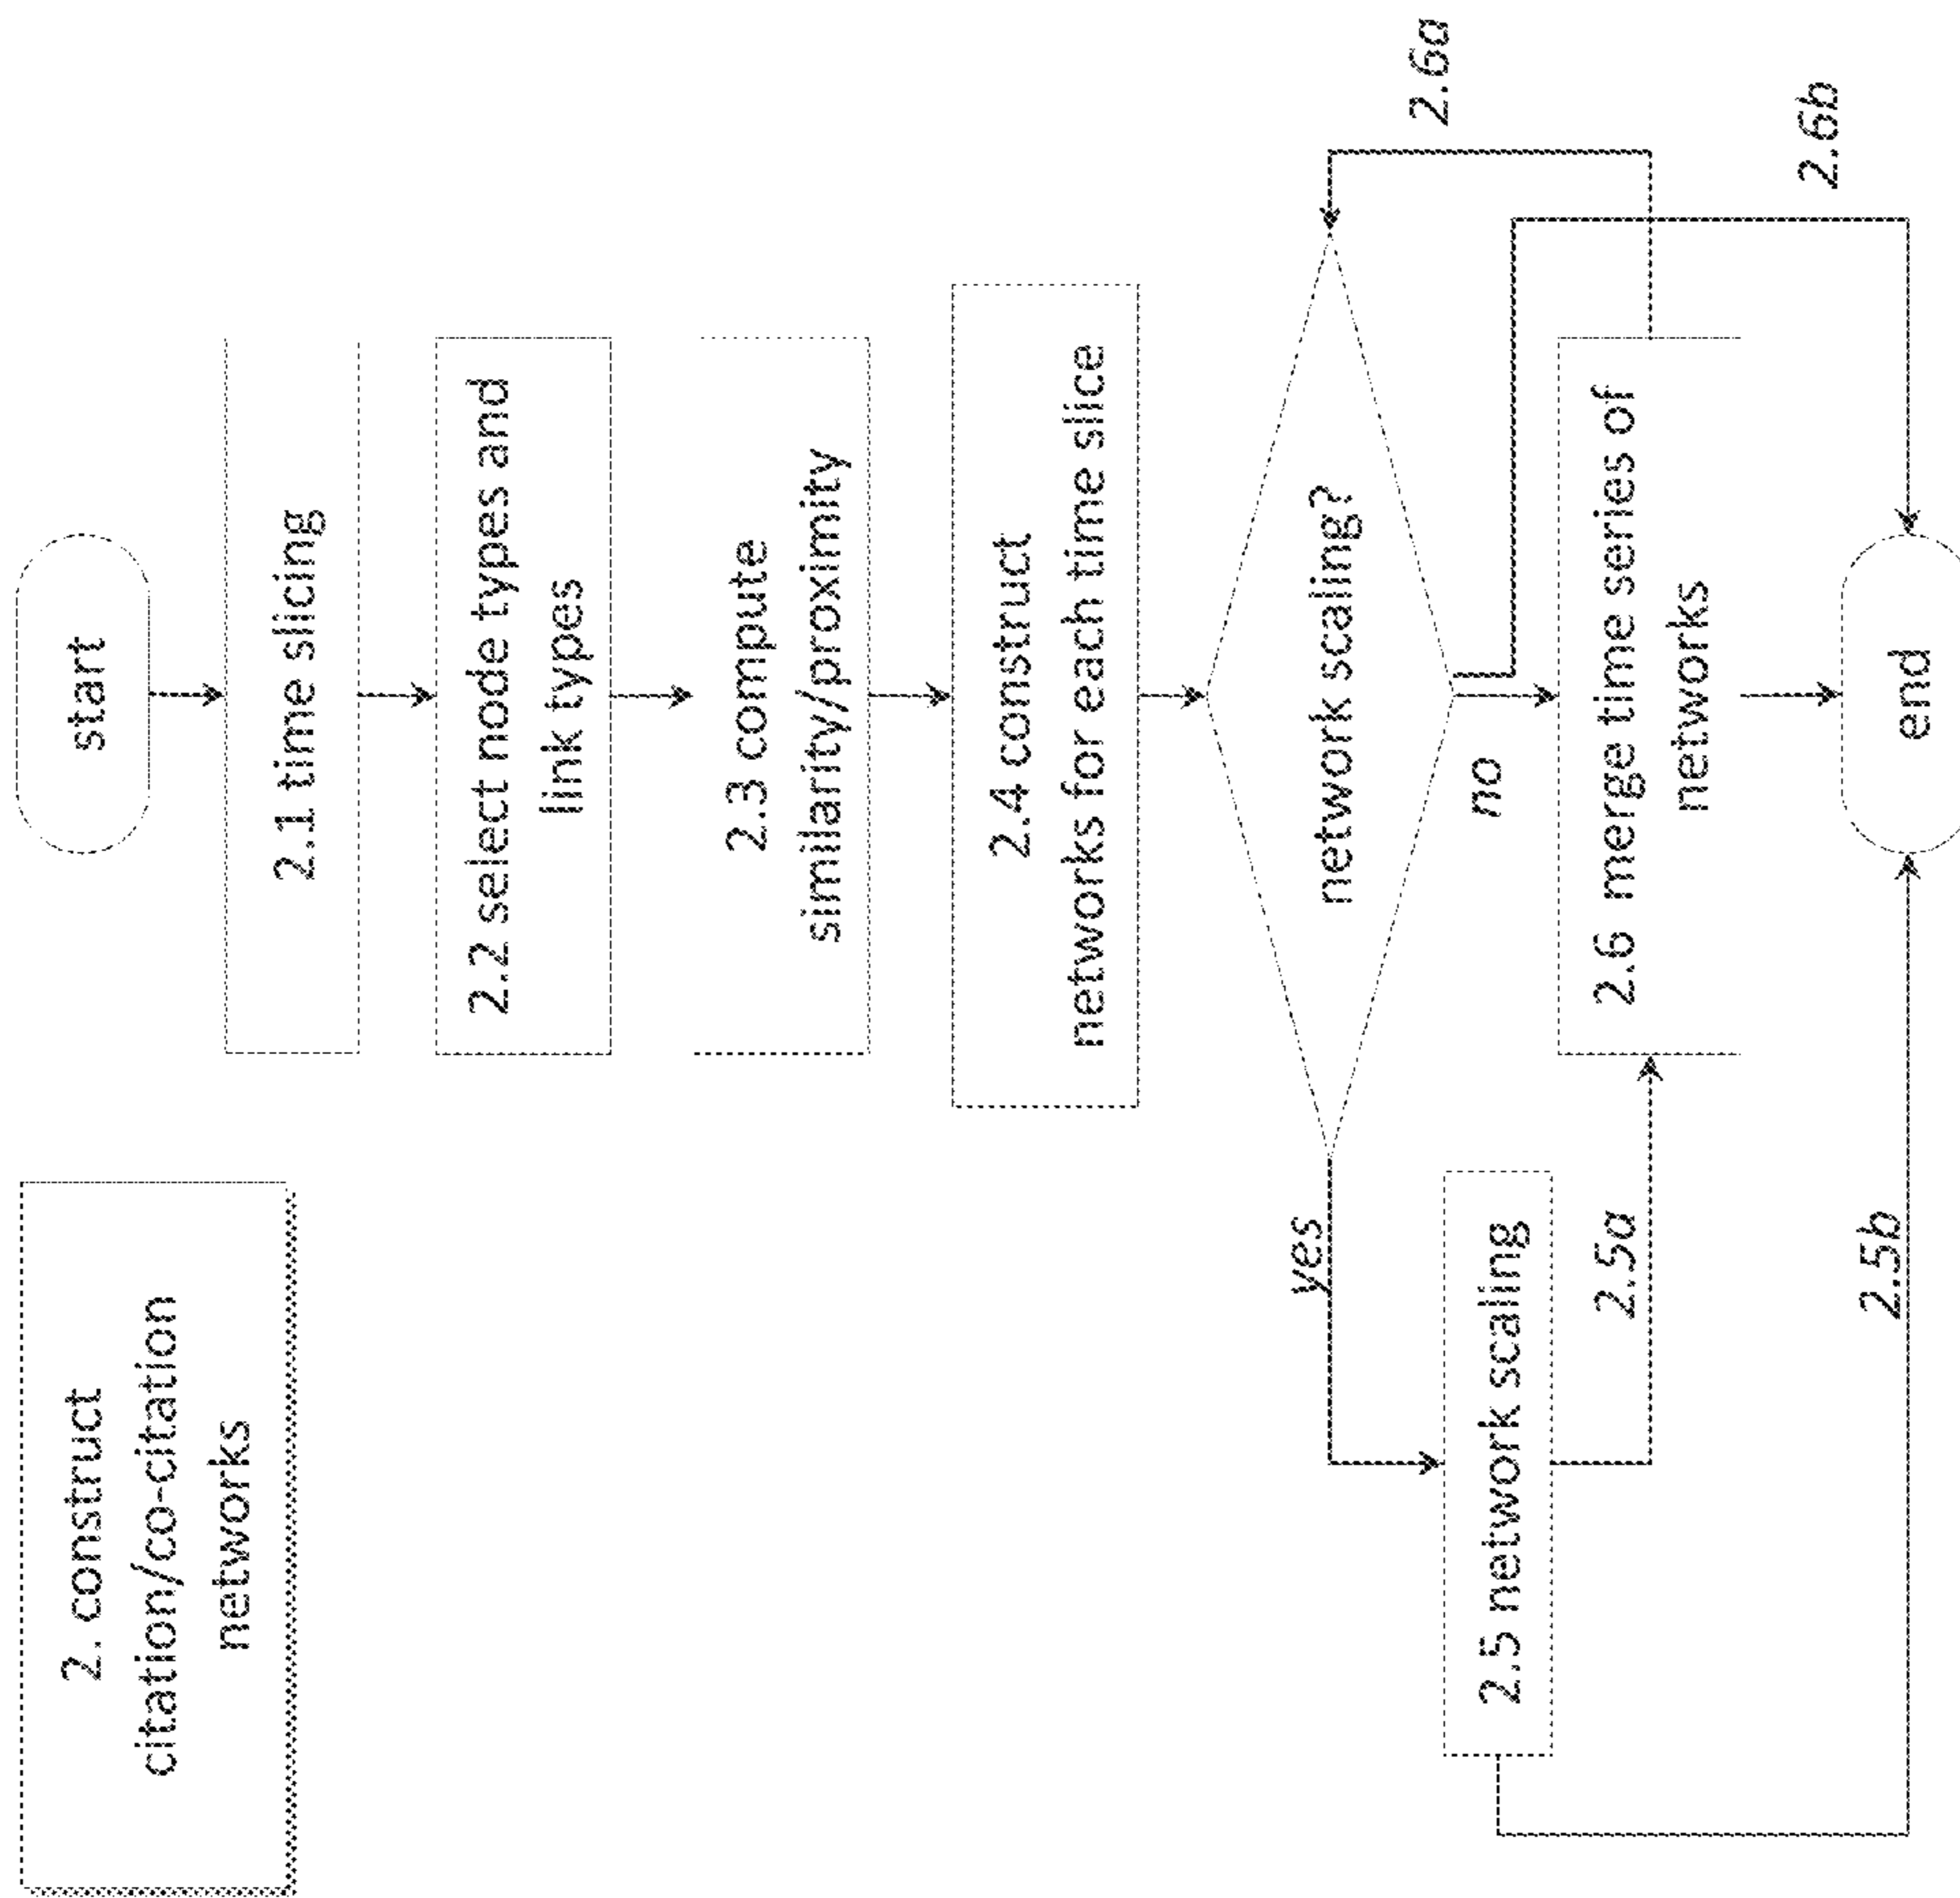 2. construct
citation/co-citation
networks
start
2.1 time slicing
2.2 select node types and
link types
2.3 compute
similarity/proximity
2.4 construct
networks for each time slice
network scaling?
yes
no
2.5 network scaling
2.5a
2.5b
2.6 merge time series of
networks
2.6a
2.6b
end